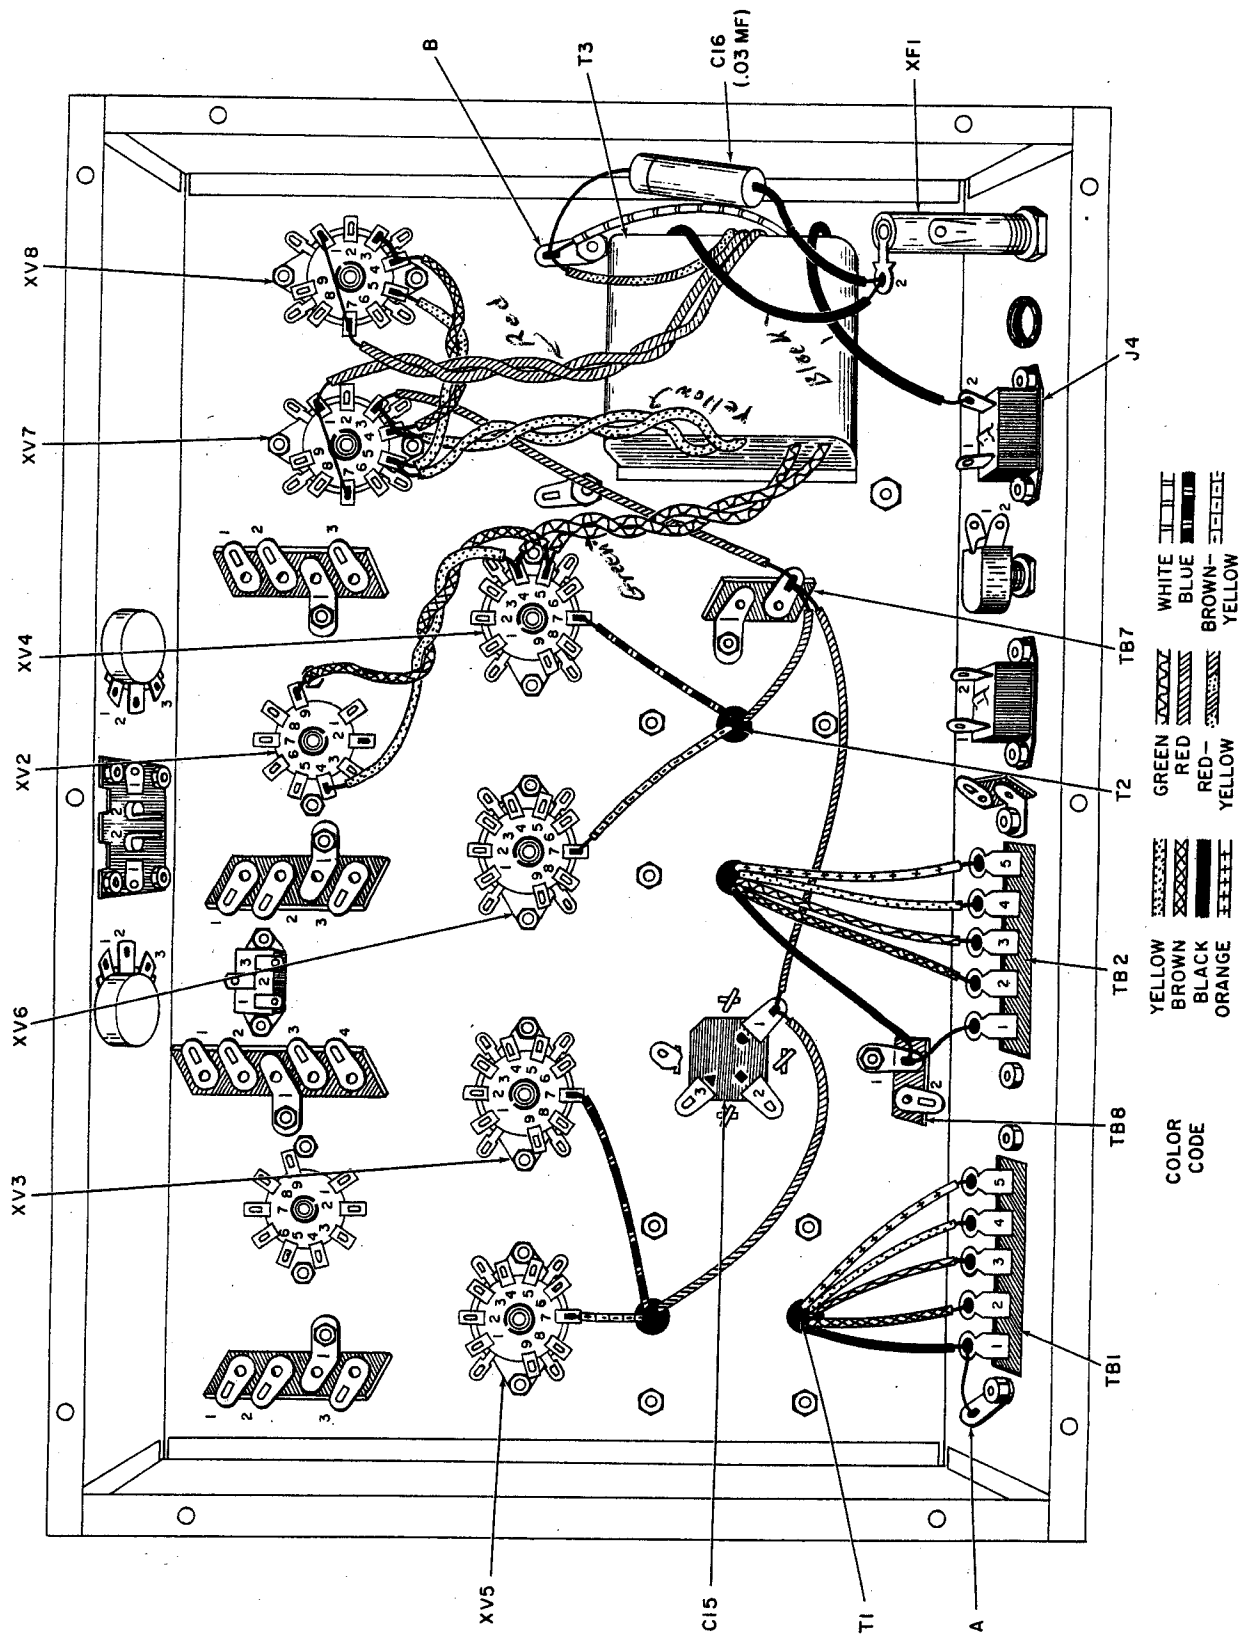 B
T3
C16
(.03 MF)
XF1
XV8
XV7
XV4
XV2
XV6
XV3
XV5
C15
T1
A
TB1
TB8
TB2
T2
TB7
J4
Red
Black
Yellow
Green
COLOR
CODE
YELLOW
BROWN
BLACK
ORANGE
GREEN
RED
RED-
YELLOW
WHITE
BLUE
BROWN-
YELLOW